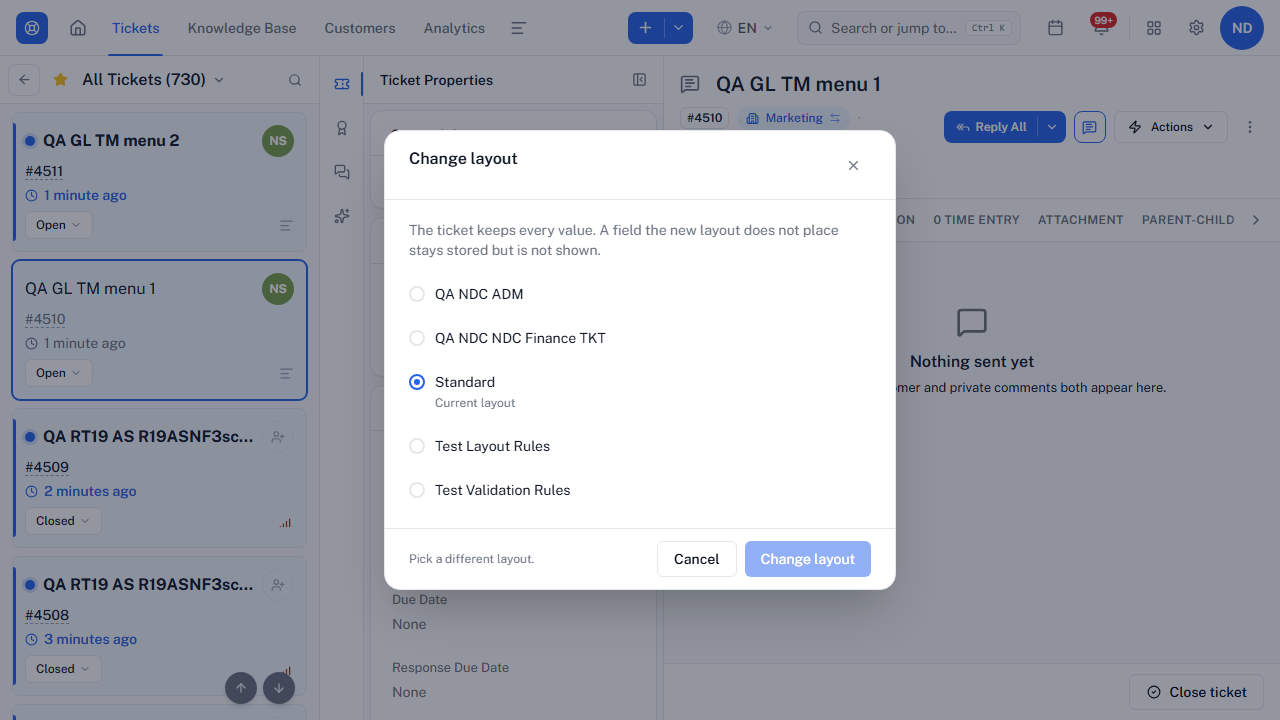 Tickets
Knowledge Base
Customers
Analytics
EN
Search or jump to...
Ctrl K
99+
ND
All Tickets (730)
QA GL TM menu 2
NS
#4511
1 minute ago
Open
QA GL TM menu 1
NS
#4510
1 minute ago
Open
QA RT19 AS R19ASNF3sc...
#4509
2 minutes ago
Closed
QA RT19 AS R19ASNF3sc...
#4508
3 minutes ago
Closed
Ticket Properties
Due Date
None
Response Due Date
None
QA GL TM menu 1
#4510
Marketing
Reply All
Actions
ON
0 TIME ENTRY
ATTACHMENT
PARENT-CHILD
Nothing sent yet
omer and private comments both appear here.
Close ticket
Change layout
The ticket keeps every value. A field the new layout does not place
stays stored but is not shown.
QA NDC ADM
QA NDC NDC Finance TKT
Standard
Current layout
Test Layout Rules
Test Validation Rules
Pick a different layout.
Cancel
Change layout